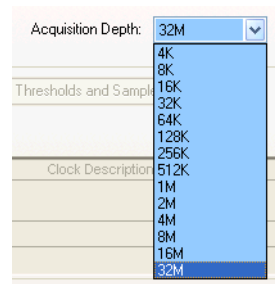 Acquisition Depth: 32M
4K
8K
16K
Thresholds and Sample
32K
64K
128K
256K
Clock Description
512K
1M
2M
4M
8M
16M
32M